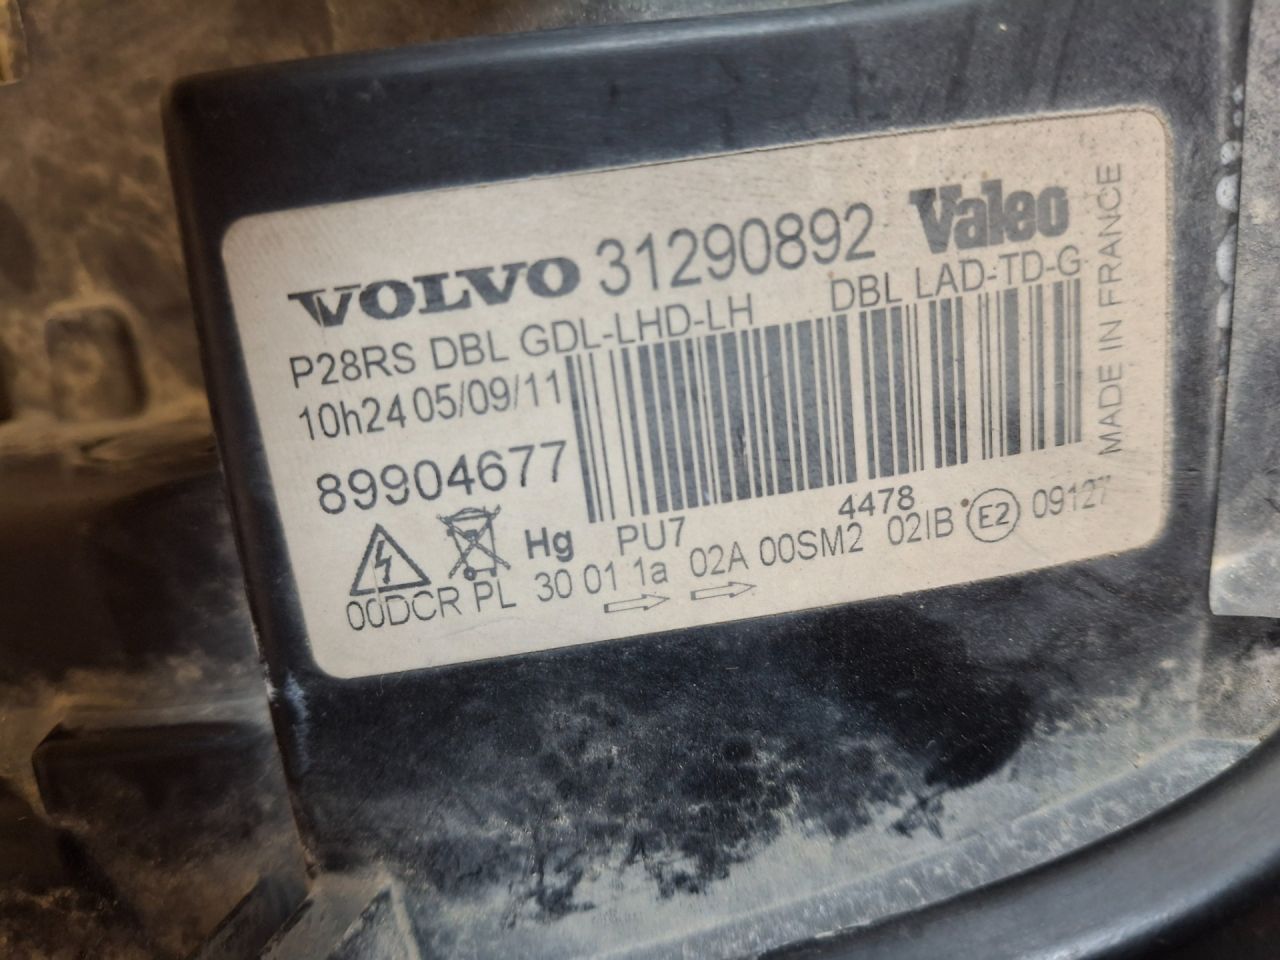 VOLVO 31290892 Valeo
P28RS DBL GDL-LHD-LH DBL LAD-TD-G
10h24 05/09/11
89904677
Hg PU7 4478
00DCR PL 30 01 1a 02A 00SM2 02IB E2 09127
MADE IN FRANCE